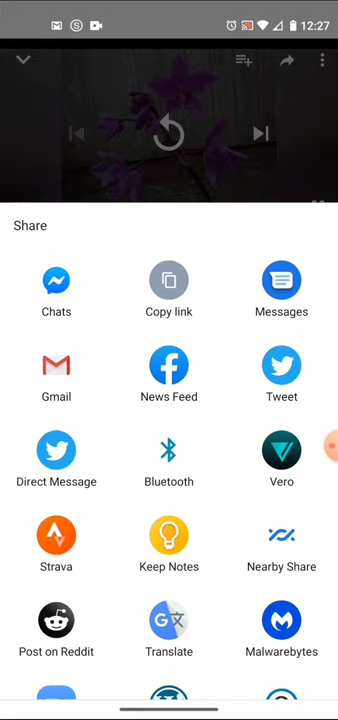 12:27
Share
Chats
Copy link
Messages
Gmail
News Feed
Tweet
Direct Message
Bluetooth
Vero
Strava
Keep Notes
Nearby Share
Post on Reddit
Translate
Malwarebytes